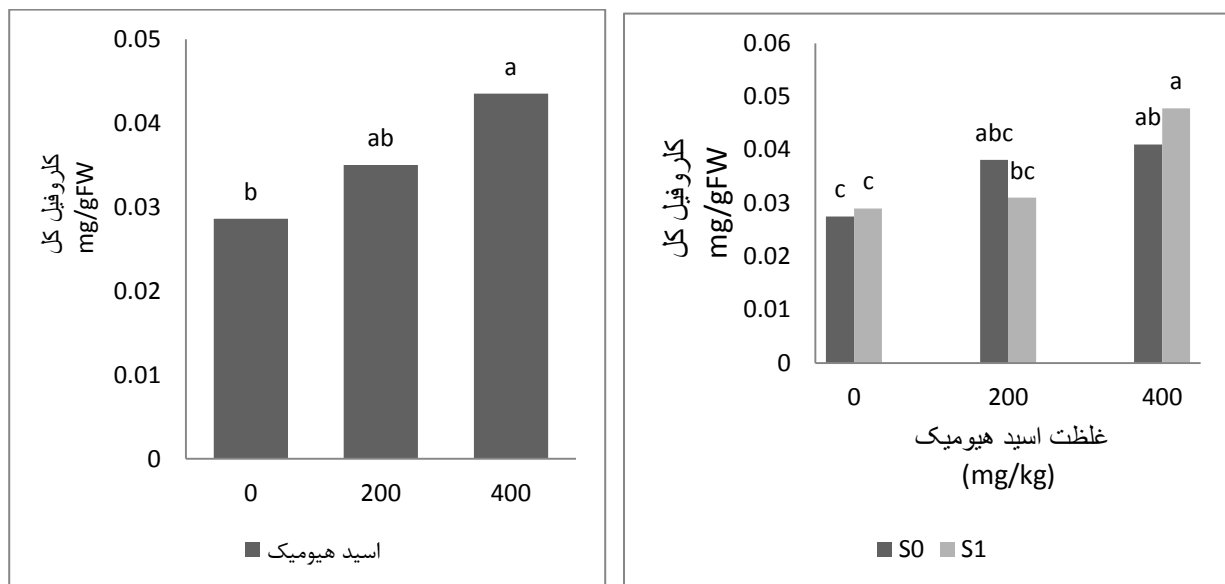 0.05
0.04
0.03
0.02
0.01
0
کلروفیل کل
mg/gFW
b
ab
a
0 200 400
اسید هیومیک
0.06
0.05
0.04
0.03
0.02
0.01
0
کلروفیل کل
mg/gFW
c c
abc
bc
ab
a
0 200 400
غلظت اسید هیومیک
(mg/kg)
S0 S1